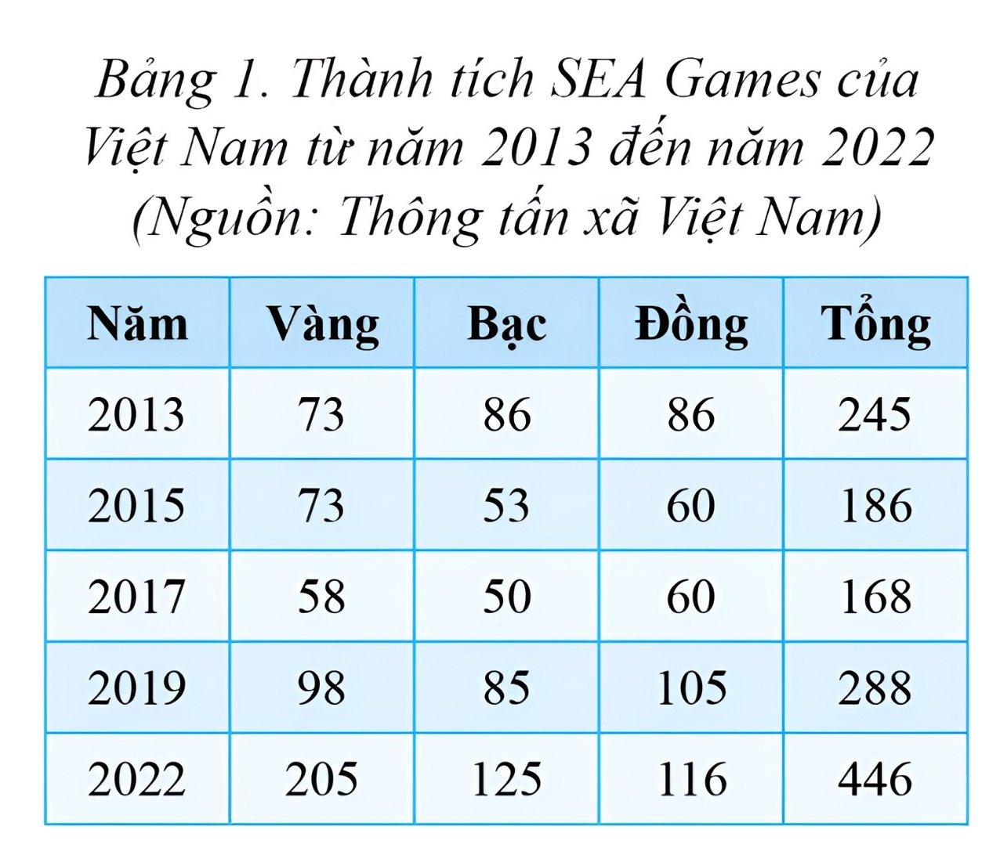 Bảng 1. Thành tích SEA Games của
Việt Nam từ năm 2013 đến năm 2022
(Nguồn: Thông tấn xã Việt Nam)
Năm Vàng Bạc Đồng Tổng
2013 73 86 86 245
2015 73 53 60 186
2017 58 50 60 168
2019 98 85 105 288
2022 205 125 116 446